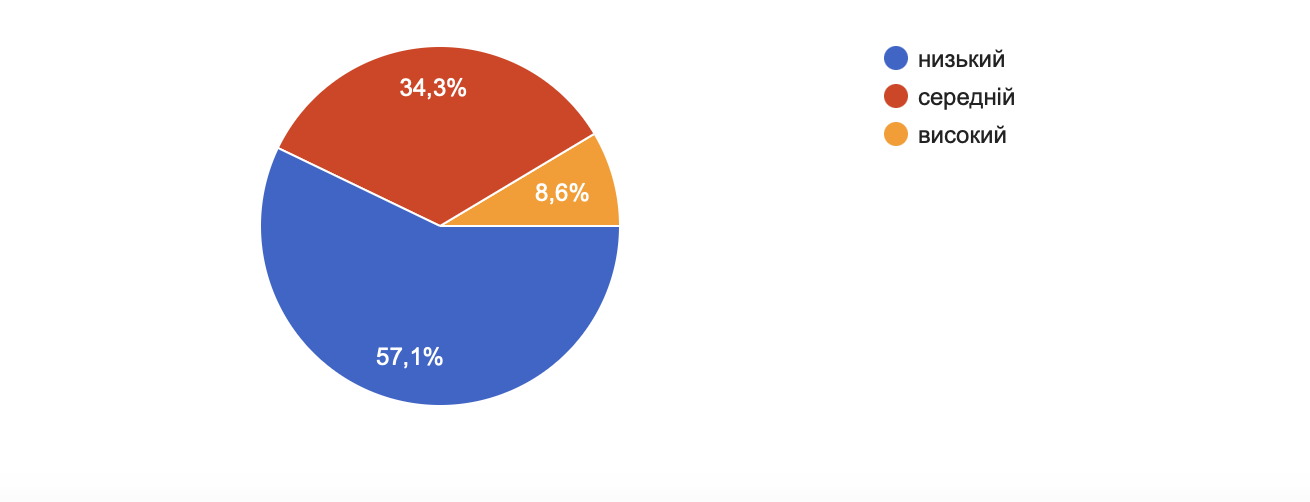 34,3%
8,6%
57,1%
низький
середній
високий